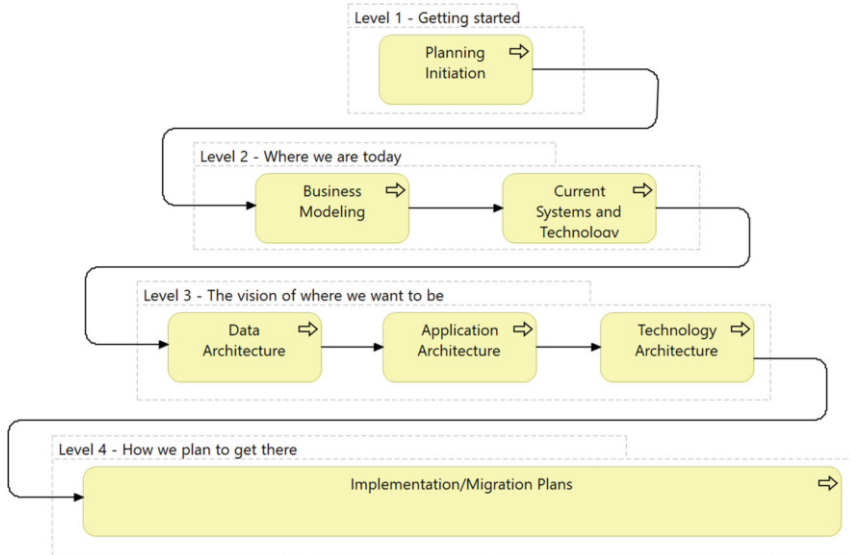 Level 1 - Getting started
Planning
Initiation
Level 2 - Where we are today
Business
Modeling
Current
Systems and
Technology
Level 3 - The vision of where we want to be
Data
Architecture
Application
Architecture
Technology
Architecture
Level 4 - How we plan to get there
Implementation/Migration Plans